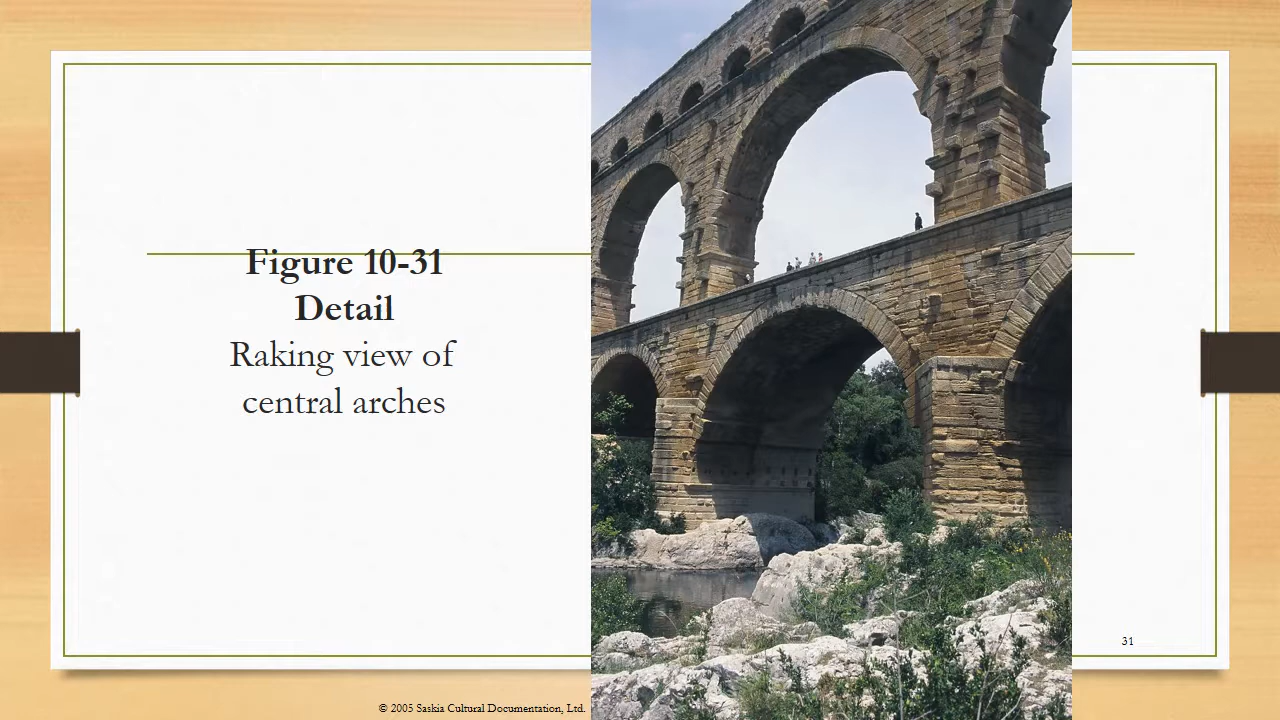 Figure 10-31
Detail
Raking view of
central arches
31
© 2005 Saskia Cultural Documentation, Ltd.